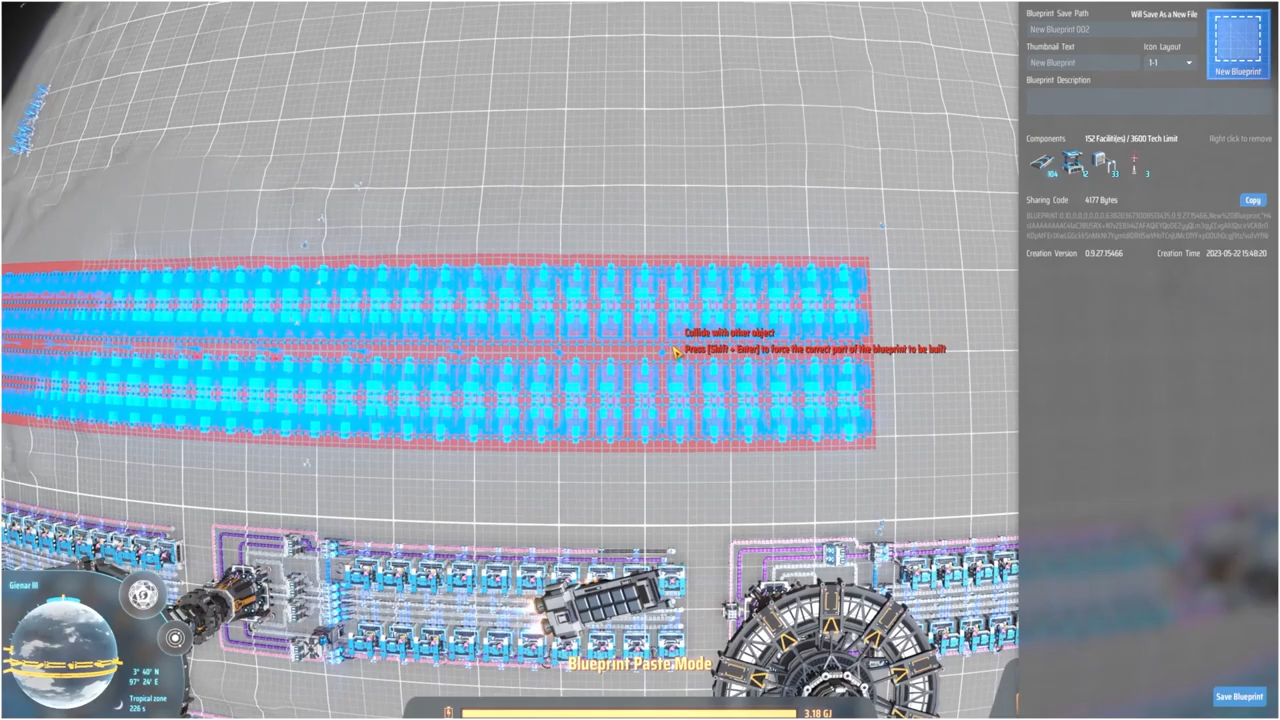 Blueprint Save Path
Will Save As a New File
New Blueprint 002
Thumbnail Text
Icon Layout
New Blueprint
1-1
New Blueprint
Blueprint Description
Components
152 Facilit(ies) / 3600 Tech Limit
Right click to remove
104
12
33
3
Sharing Code
4177 Bytes
Copy
Creation Version
0.9.27.15466
Creation Time
2023-05-22 15:48:20
Collide with other object
Press [Shift + Enter] to force the correct part of the blueprint to be built
Gienar III
3° 40' N
97° 24' E
Tropical zone
226 s
Blueprint Paste Mode
3.18 GJ
Save Blueprint